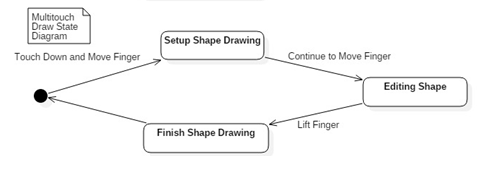 Multitouch
Draw State
Diagram
Touch Down and Move Finger
Setup Shape Drawing
Continue to Move Finger
Editing Shape
Lift Finger
Finish Shape Drawing